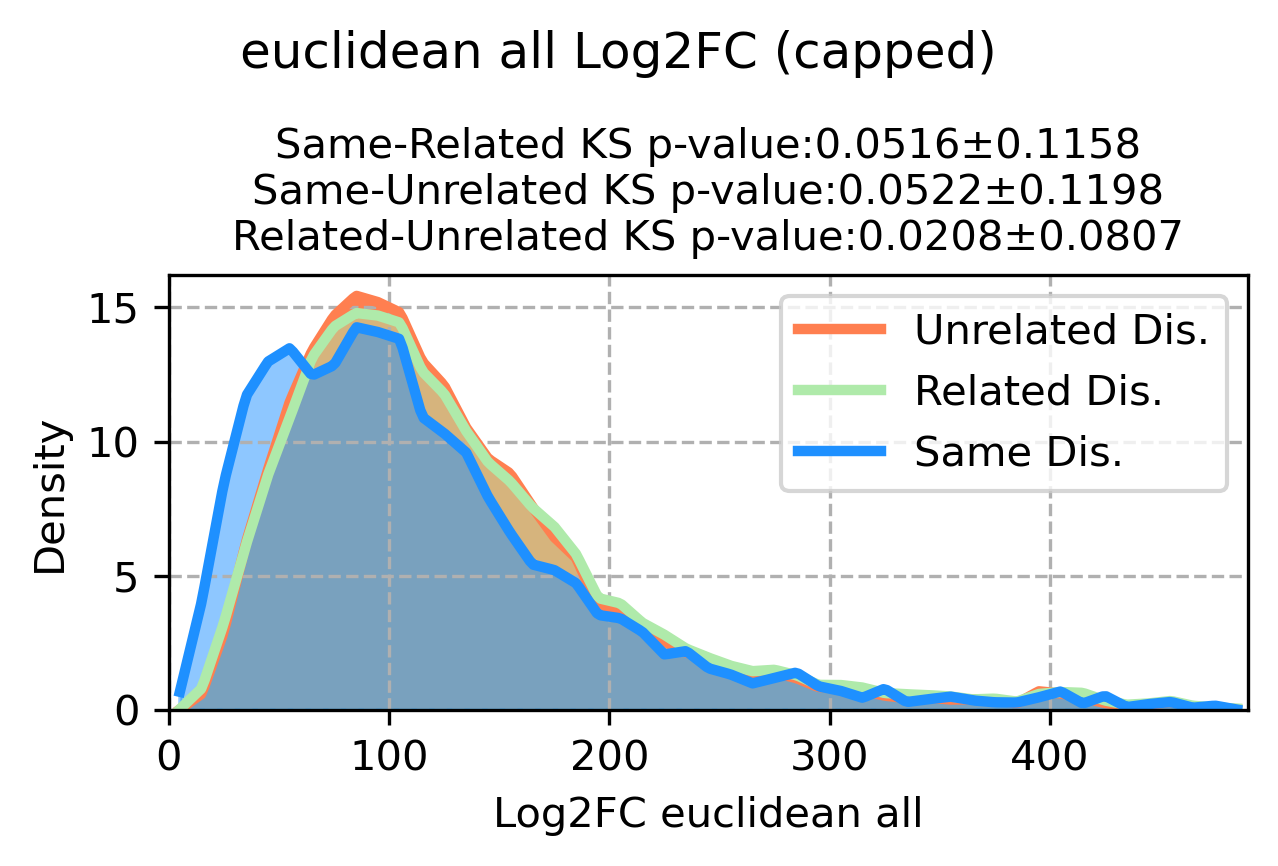 euclidean all Log2FC (capped)
Same-Related KS p-value:0.0516±0.1158
Same-Unrelated KS p-value:0.0522±0.1198
Related-Unrelated KS p-value:0.0208±0.0807
Density
15
10
5
0
Unrelated Dis.
Related Dis.
Same Dis.
0 100 200 300 400
Log2FC euclidean all